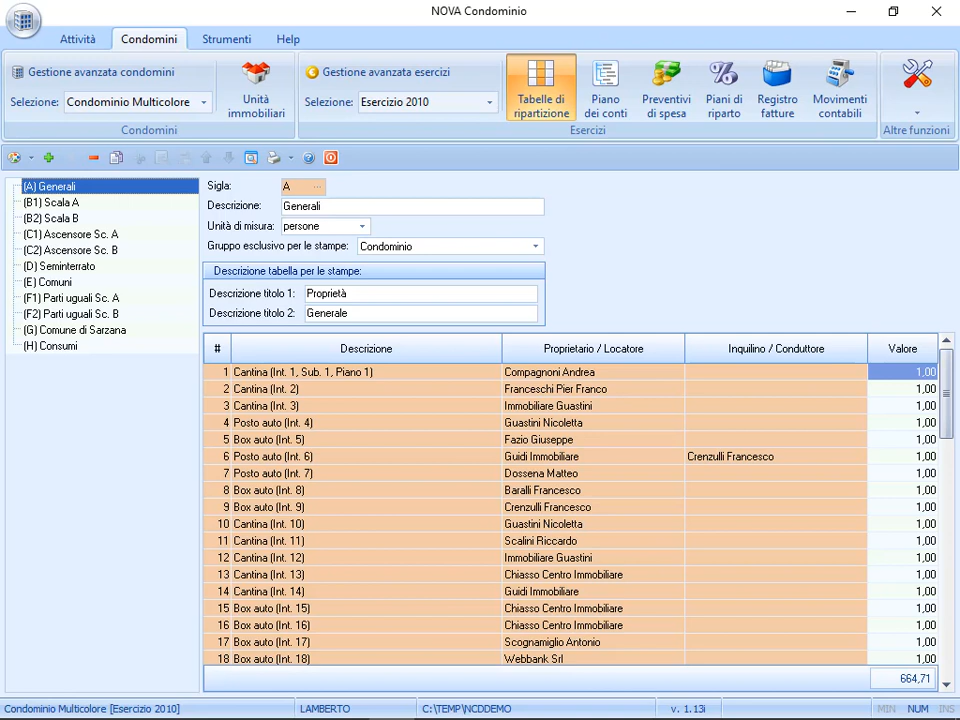 NOVA Condominio
Attività Condomini Strumenti Help
Gestione avanzata condomini
Selezione: Condominio Multicolore
Unità immobiliari
Condomini
Gestione avanzata esercizi
Selezione: Esercizio 2010
Tabelle di ripartizione
Piano dei conti
Preventivi di spesa
Piani di riparto
Registro fatture
Movimenti contabili
Esercizi
Altre funzioni
(A) Generali
(B1) Scala A
(B2) Scala B
(C1) Ascensore Sc. A
(C2) Ascensore Sc. B
(D) Seminterrato
(E) Comuni
(F1) Parti uguali Sc. A
(F2) Parti uguali Sc. B
(G) Comune di Sarzana
(H) Consumi
Sigla: A ...
Descrizione: Generali
Unità di misura: persone
Gruppo esclusivo per le stampe: Condominio
Descrizione tabella per le stampe:
Descrizione titolo 1: Proprietà
Descrizione titolo 2: Generale
# Descrizione Proprietario / Locatore Inquilino / Conduttore Valore
1 Cantina (Int. 1, Sub. 1, Piano 1) Compagnoni Andrea 1,00
2 Cantina (Int. 2) Franceschi Pier Franco 1,00
3 Cantina (Int. 3) Immobiliare Guastini 1,00
4 Posto auto (Int. 4) Guastini Nicoletta 1,00
5 Box auto (Int. 5) Fazio Giuseppe 1,00
6 Posto auto (Int. 6) Guidi Immobiliare Crenzulli Francesco 1,00
7 Posto auto (Int. 7) Dossena Matteo 1,00
8 Box auto (Int. 8) Baralli Francesco 1,00
9 Box auto (Int. 9) Crenzulli Francesco 1,00
10 Cantina (Int. 10) Guastini Nicoletta 1,00
11 Cantina (Int. 11) Scalini Riccardo 1,00
12 Cantina (Int. 12) Immobiliare Guastini 1,00
13 Cantina (Int. 13) Chiasso Centro Immobiliare 1,00
14 Cantina (Int. 14) Guidi Immobiliare 1,00
15 Box auto (Int. 15) Chiasso Centro Immobiliare 1,00
16 Box auto (Int. 16) Chiasso Centro Immobiliare 1,00
17 Box auto (Int. 17) Scognamiglio Antonio 1,00
18 Box auto (Int. 18) Webbank Srl 1,00
664,71
Condominio Multicolore [Esercizio 2010] LAMBERTO C:\TEMP\NCDDEMO v. 1.13i MIN NUM INS